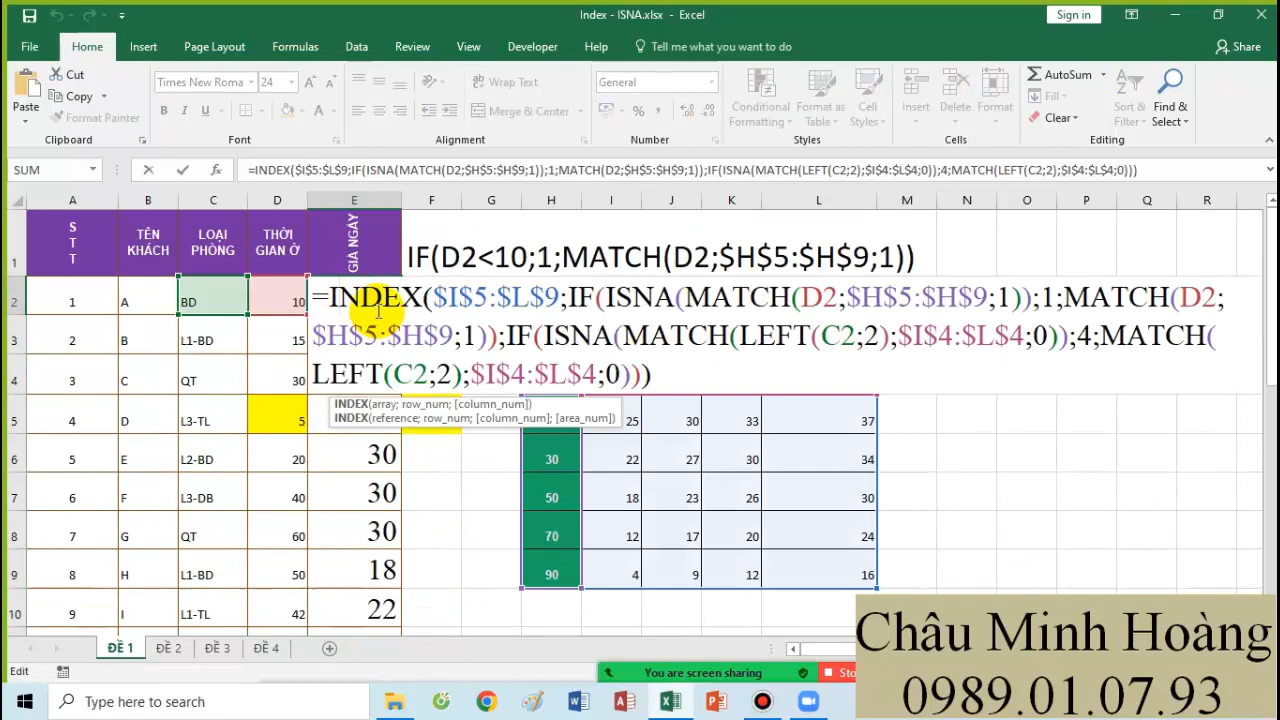 Index - ISNA.xlsx - Excel
Sign in
File Home Insert Page Layout Formulas Data Review View Developer Help Tell me what you want to do Share
Paste
Cut
Copy
Format Painter
Clipboard
Times New Roma 24
B I U
Font
Wrap Text
Merge & Center
Alignment
General
Number
Conditional Formatting
Format as Table
Cell Styles
Styles
Insert Delete Format
Cells
AutoSum
Fill
Clear
Sort & Filter
Find & Select
Editing
SUM =INDEX($I$5:$L$9;IF(ISNA(MATCH(D2;$H$5:$H$9;1));1;MATCH(D2;$H$5:$H$9;1));IF(ISNA(MATCH(LEFT(C2;2);$I$4:$L$4;0));4;MATCH(LEFT(C2;2);$I$4:$L$4;0)))
A B C D E F G H I J K L M N O P Q R
1 STT TÊN KHÁCH LOẠI PHÒNG THỜI GIAN Ở GIÁ NGÀY IF(D2<10;1;MATCH(D2;$H$5:$H$9;1))
2 1 A BD 10 =INDEX($I$5:$L$9;IF(ISNA(MATCH(D2;$H$5:$H$9;1));1;MATCH(D2;
3 2 B L1-BD 15 $H$5:$H$9;1));IF(ISNA(MATCH(LEFT(C2;2);$I$4:$L$4;0));4;MATCH(
4 3 C QT 30 LEFT(C2;2);$I$4:$L$4;0)))
INDEX(array; row_num; [column_num])
INDEX(reference; row_num; [column_num]; [area_num])
5 4 D L3-TL 5 25 30 33 37
6 5 E L2-BD 20 30 30 22 27 30 34
7 6 F L3-DB 40 30 50 18 23 26 30
8 7 G QT 60 30 70 12 17 20 24
9 8 H L1-BD 50 18 90 4 9 12 16
10 9 I L1-TL 42 22
ĐỀ 1 ĐỀ 2 ĐỀ 3 ĐỀ 4
Edit
You are screen sharing
Type here to search
Châu Minh Hoàng
0989.01.07.93